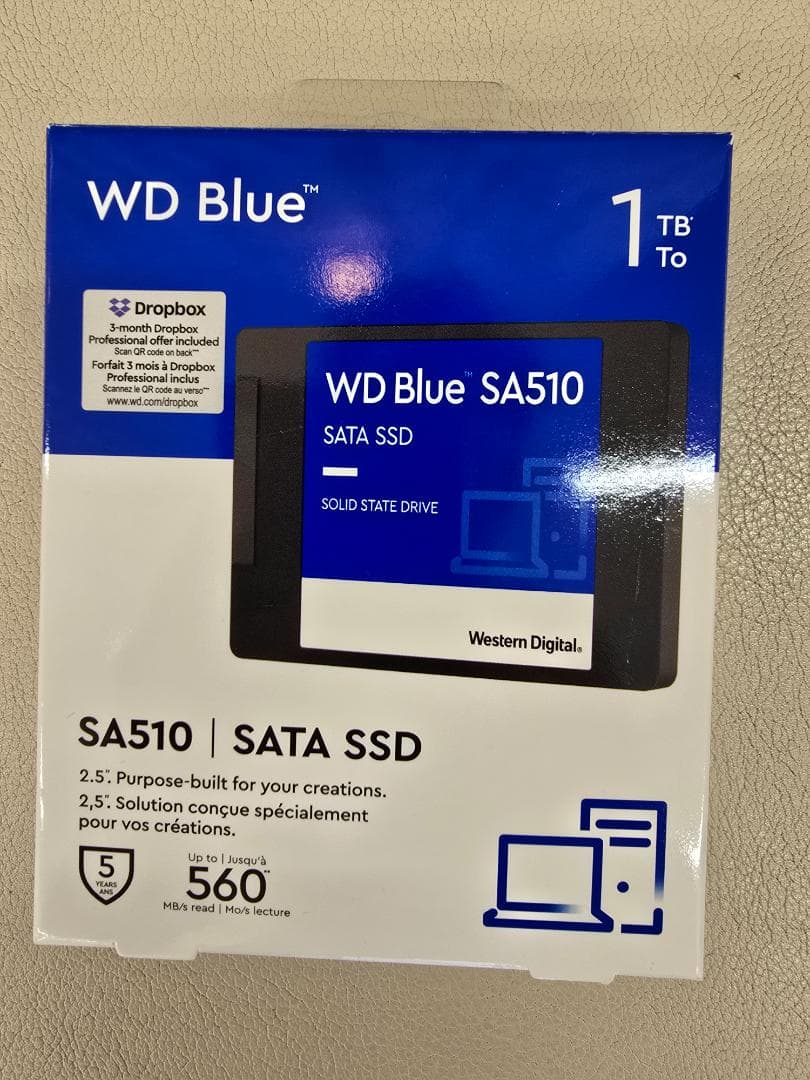 WD Blue™
1 TB*
To
Dropbox
3-month Dropbox
Professional offer included
Scan QR code on back***
Forfait 3 mois à Dropbox
Professional inclus
Scannez le QR code au verso***
www.wd.com/dropbox
WD Blue™ SA510
SATA SSD
SOLID STATE DRIVE
Western Digital®
SA510 | SATA SSD
2.5". Purpose-built for your creations.
2,5". Solution conçue spécialement
pour vos créations.
5
YEARS
ANS
Up to | Jusqu'à
560**
MB/s read | Mo/s lecture